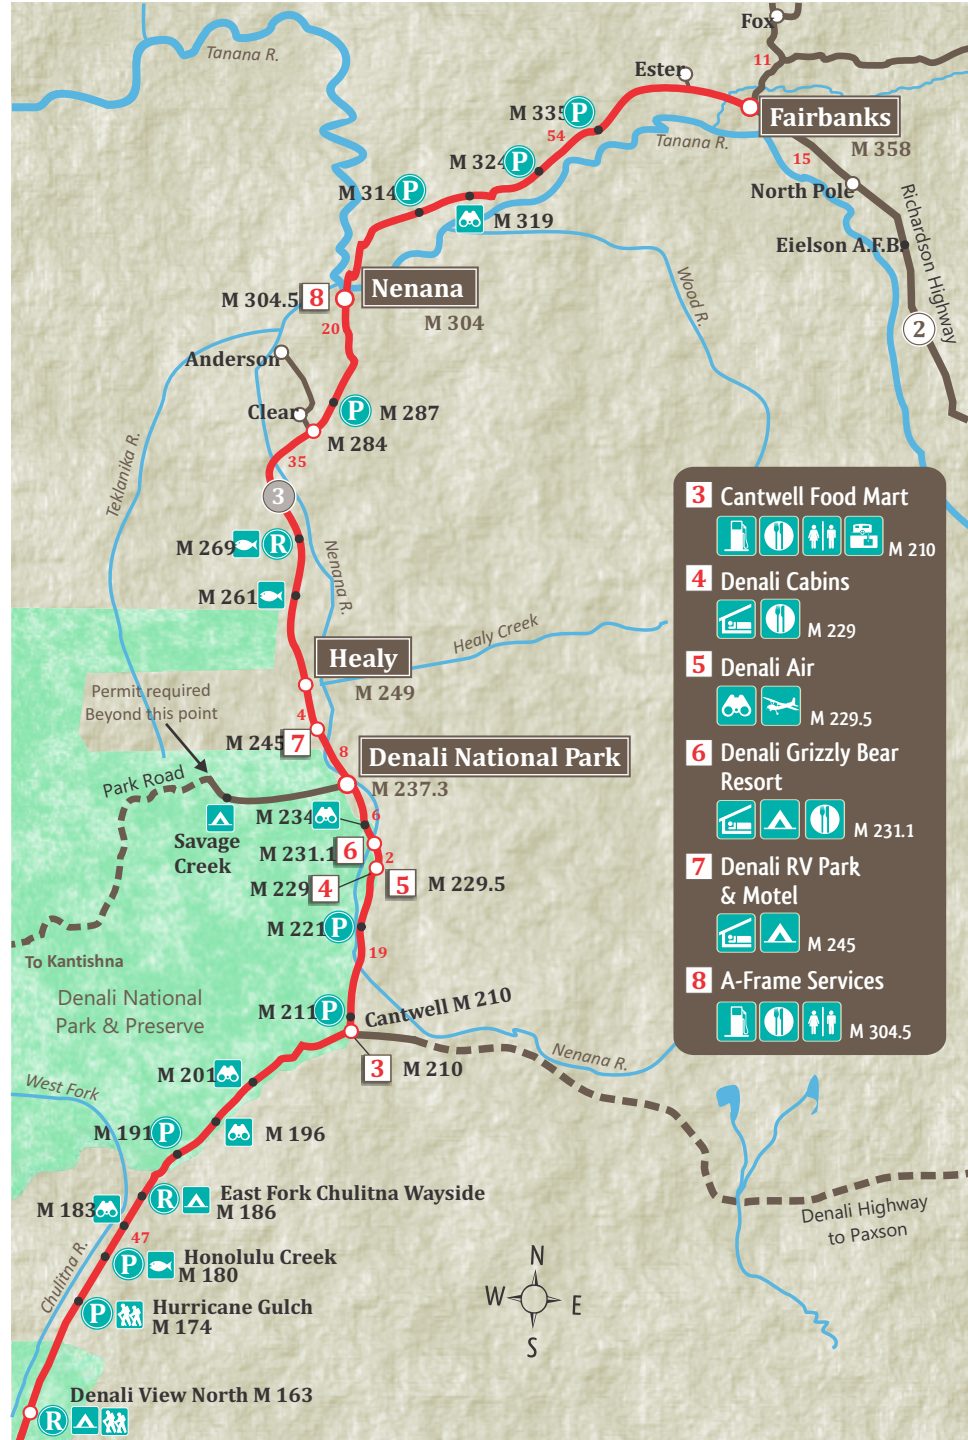 Fox
Tanana R.
11
Ester
M 335
P
Fairbanks
54
M 358
Tanana R.
M 324
P
15
M 314
P
North Pole
Richardson Highway
M 319
Eielson A.F.B.
Wood R.
Nenana
M 304.5
8
M 304
20
2
Anderson
Clear
P
M 287
M 284
Teklanika R.
35
3
M 269
R
Nenana R.
M 261
Healy Creek
Healy
M 249
Permit required
Beyond this point
4
M 245
7
8
Denali National Park
M 237.3
Park Road
M 234
6
Savage
Creek
M 231.1
6
2
M 229
4
5
M 229.5
M 221
P
19
To Kantishna
Denali National
Park & Preserve
M 211
P
Cantwell M 210
Nenana R.
3
M 210
M 201
West Fork
M 191
P
M 196
R
East Fork Chulitna Wayside
M 186
M 183
47
Denali Highway
to Paxson
Chulitna R.
P
Honolulu Creek
M 180
P
Hurricane Gulch
M 174
N
W
E
S
Denali View North M 163
R
3 Cantwell Food Mart
M 210
4 Denali Cabins
M 229
5 Denali Air
M 229.5
6 Denali Grizzly Bear
Resort
M 231.1
7 Denali RV Park
& Motel
M 245
8 A-Frame Services
M 304.5